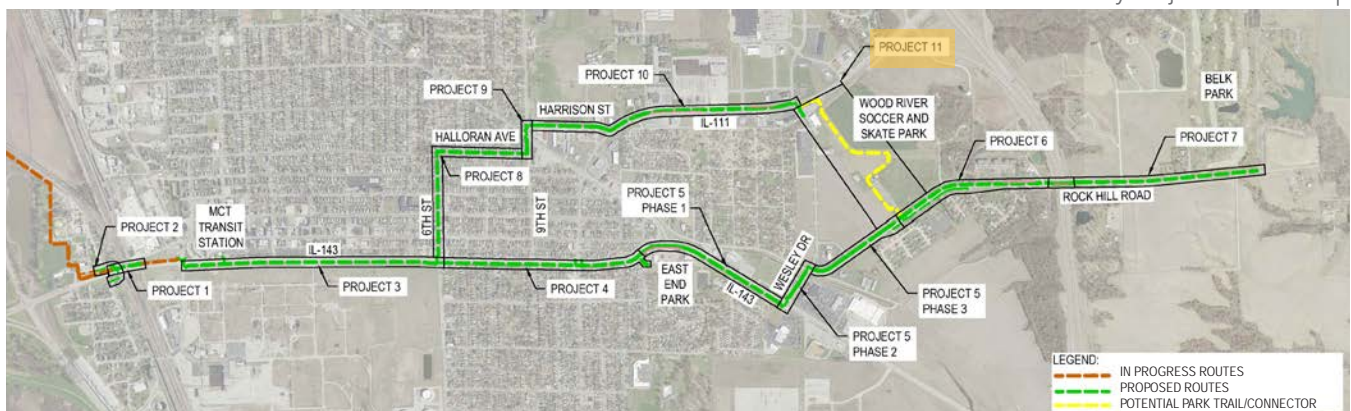 PROJECT 11
PROJECT 10
BELK
PARK
PROJECT 9
HARRISON ST
WOOD RIVER
SOCCER AND
SKATE PARK
IL-111
HALLORAN AVE
PROJECT 6
PROJECT 7
PROJECT 8
PROJECT 5
PHASE 1
ROCK HILL ROAD
MCT
TRANSIT
STATION
6TH ST
9TH ST
PROJECT 2
IL-143
WESLEY DR
PROJECT 1
PROJECT 3
PROJECT 4
EAST
END
PARK
IL-143
PROJECT 5
PHASE 3
PROJECT 5
PHASE 2
LEGEND:
IN PROGRESS ROUTES
PROPOSED ROUTES
POTENTIAL PARK TRAIL/CONNECTOR